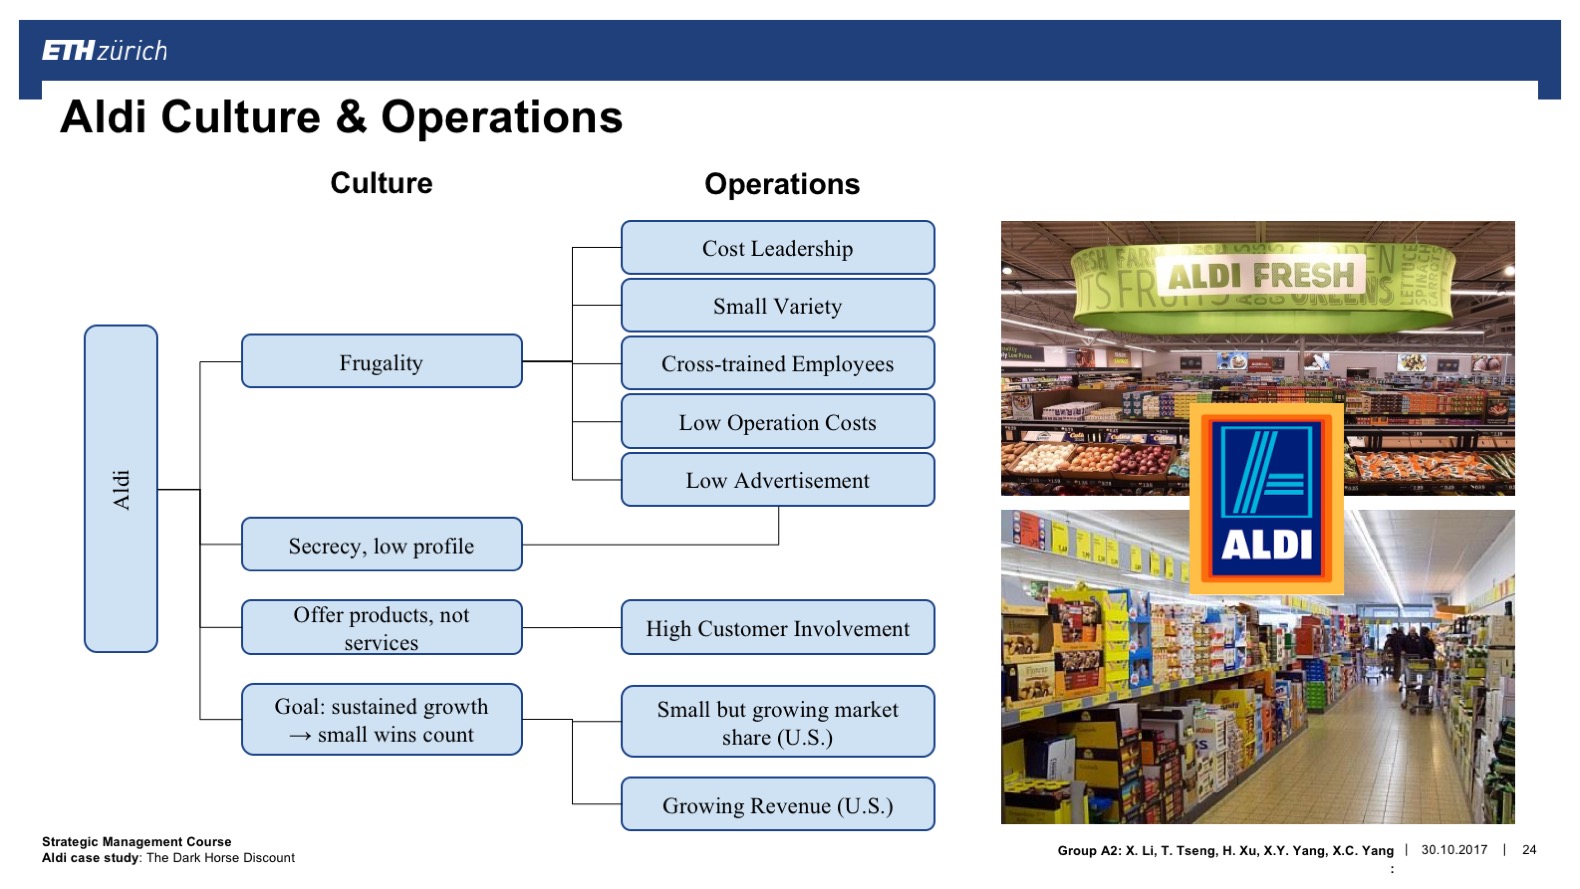 ETH zürich
Aldi Culture & Operations
Culture
Operations
Aldi
Frugality
Secrecy, low profile
Offer products, not
services
Goal: sustained growth
→ small wins count
Cost Leadership
Small Variety
Cross-trained Employees
Low Operation Costs
Low Advertisement
High Customer Involvement
Small but growing market
share (U.S.)
Growing Revenue (U.S.)
ALDI FRESH
ALDI
Strategic Management Course
Aldi case study: The Dark Horse Discount
Group A2: X. Li, T. Tseng, H. Xu, X.Y. Yang, X.C. Yang | 30.10.2017 | 24
: